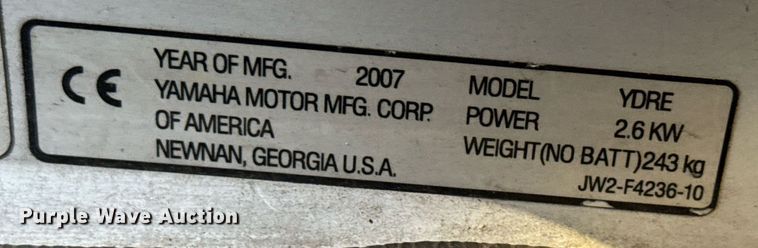 CE
YEAR OF MFG. 2007
YAMAHA MOTOR MFG. CORP.
OF AMERICA
NEWNAN, GEORGIA U.S.A.
MODEL YDRE
POWER 2.6 KW
WEIGHT(NO BATT)243 kg
JW2-F4236-10
Purple Wave Auction